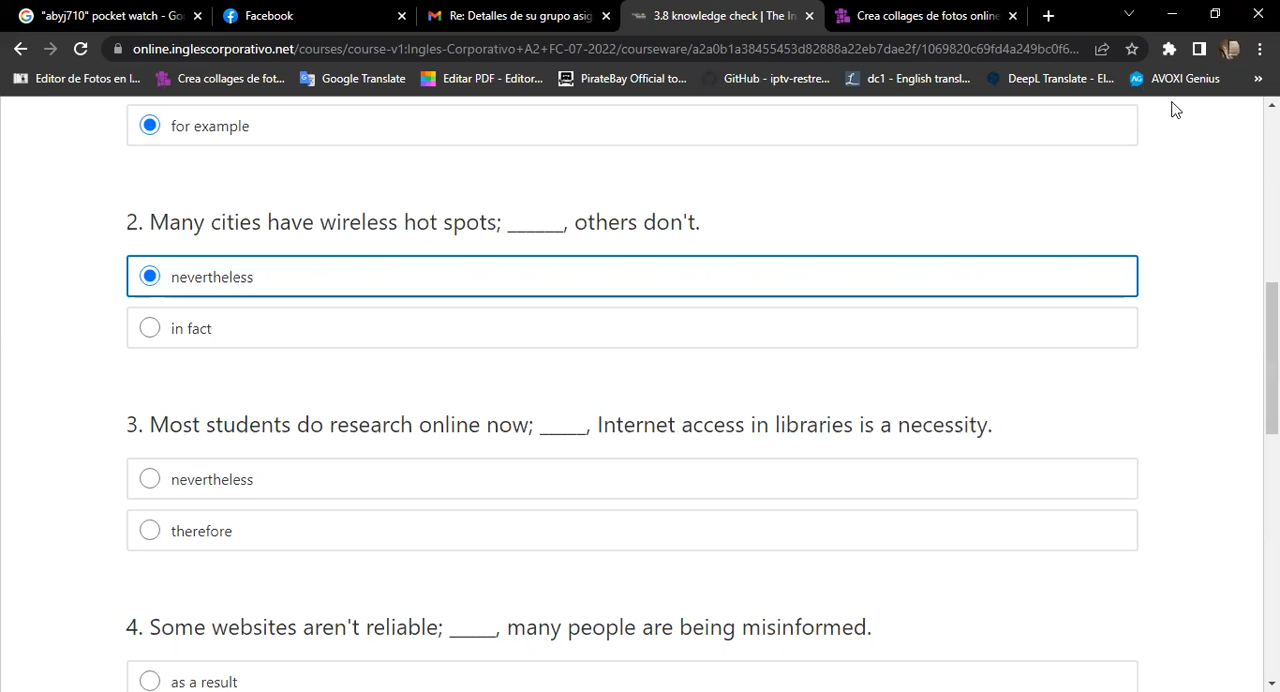 "abyj710" pocket watch - Go
Facebook
Re: Detalles de su grupo asig
3.8 knowledge check | The In
Crea collages de fotos online
online.inglescorporativo.net/courses/course-v1:Ingles-Corporativo+A2+FC-07-2022/courseware/a2a0b1a38455453d82888a22eb7dae2f/1069820c69fd4a249bc0f6...
Editor de Fotos en l...
Crea collages de fot...
Google Translate
Editar PDF - Editor...
PirateBay Official to...
GitHub - iptv-restre...
dc1 - English transl...
DeepL Translate - El...
AVOXI Genius
»
for example
2. Many cities have wireless hot spots; ______, others don't.
nevertheless
in fact
3. Most students do research online now; _____, Internet access in libraries is a necessity.
nevertheless
therefore
4. Some websites aren't reliable; _____, many people are being misinformed.
as a result